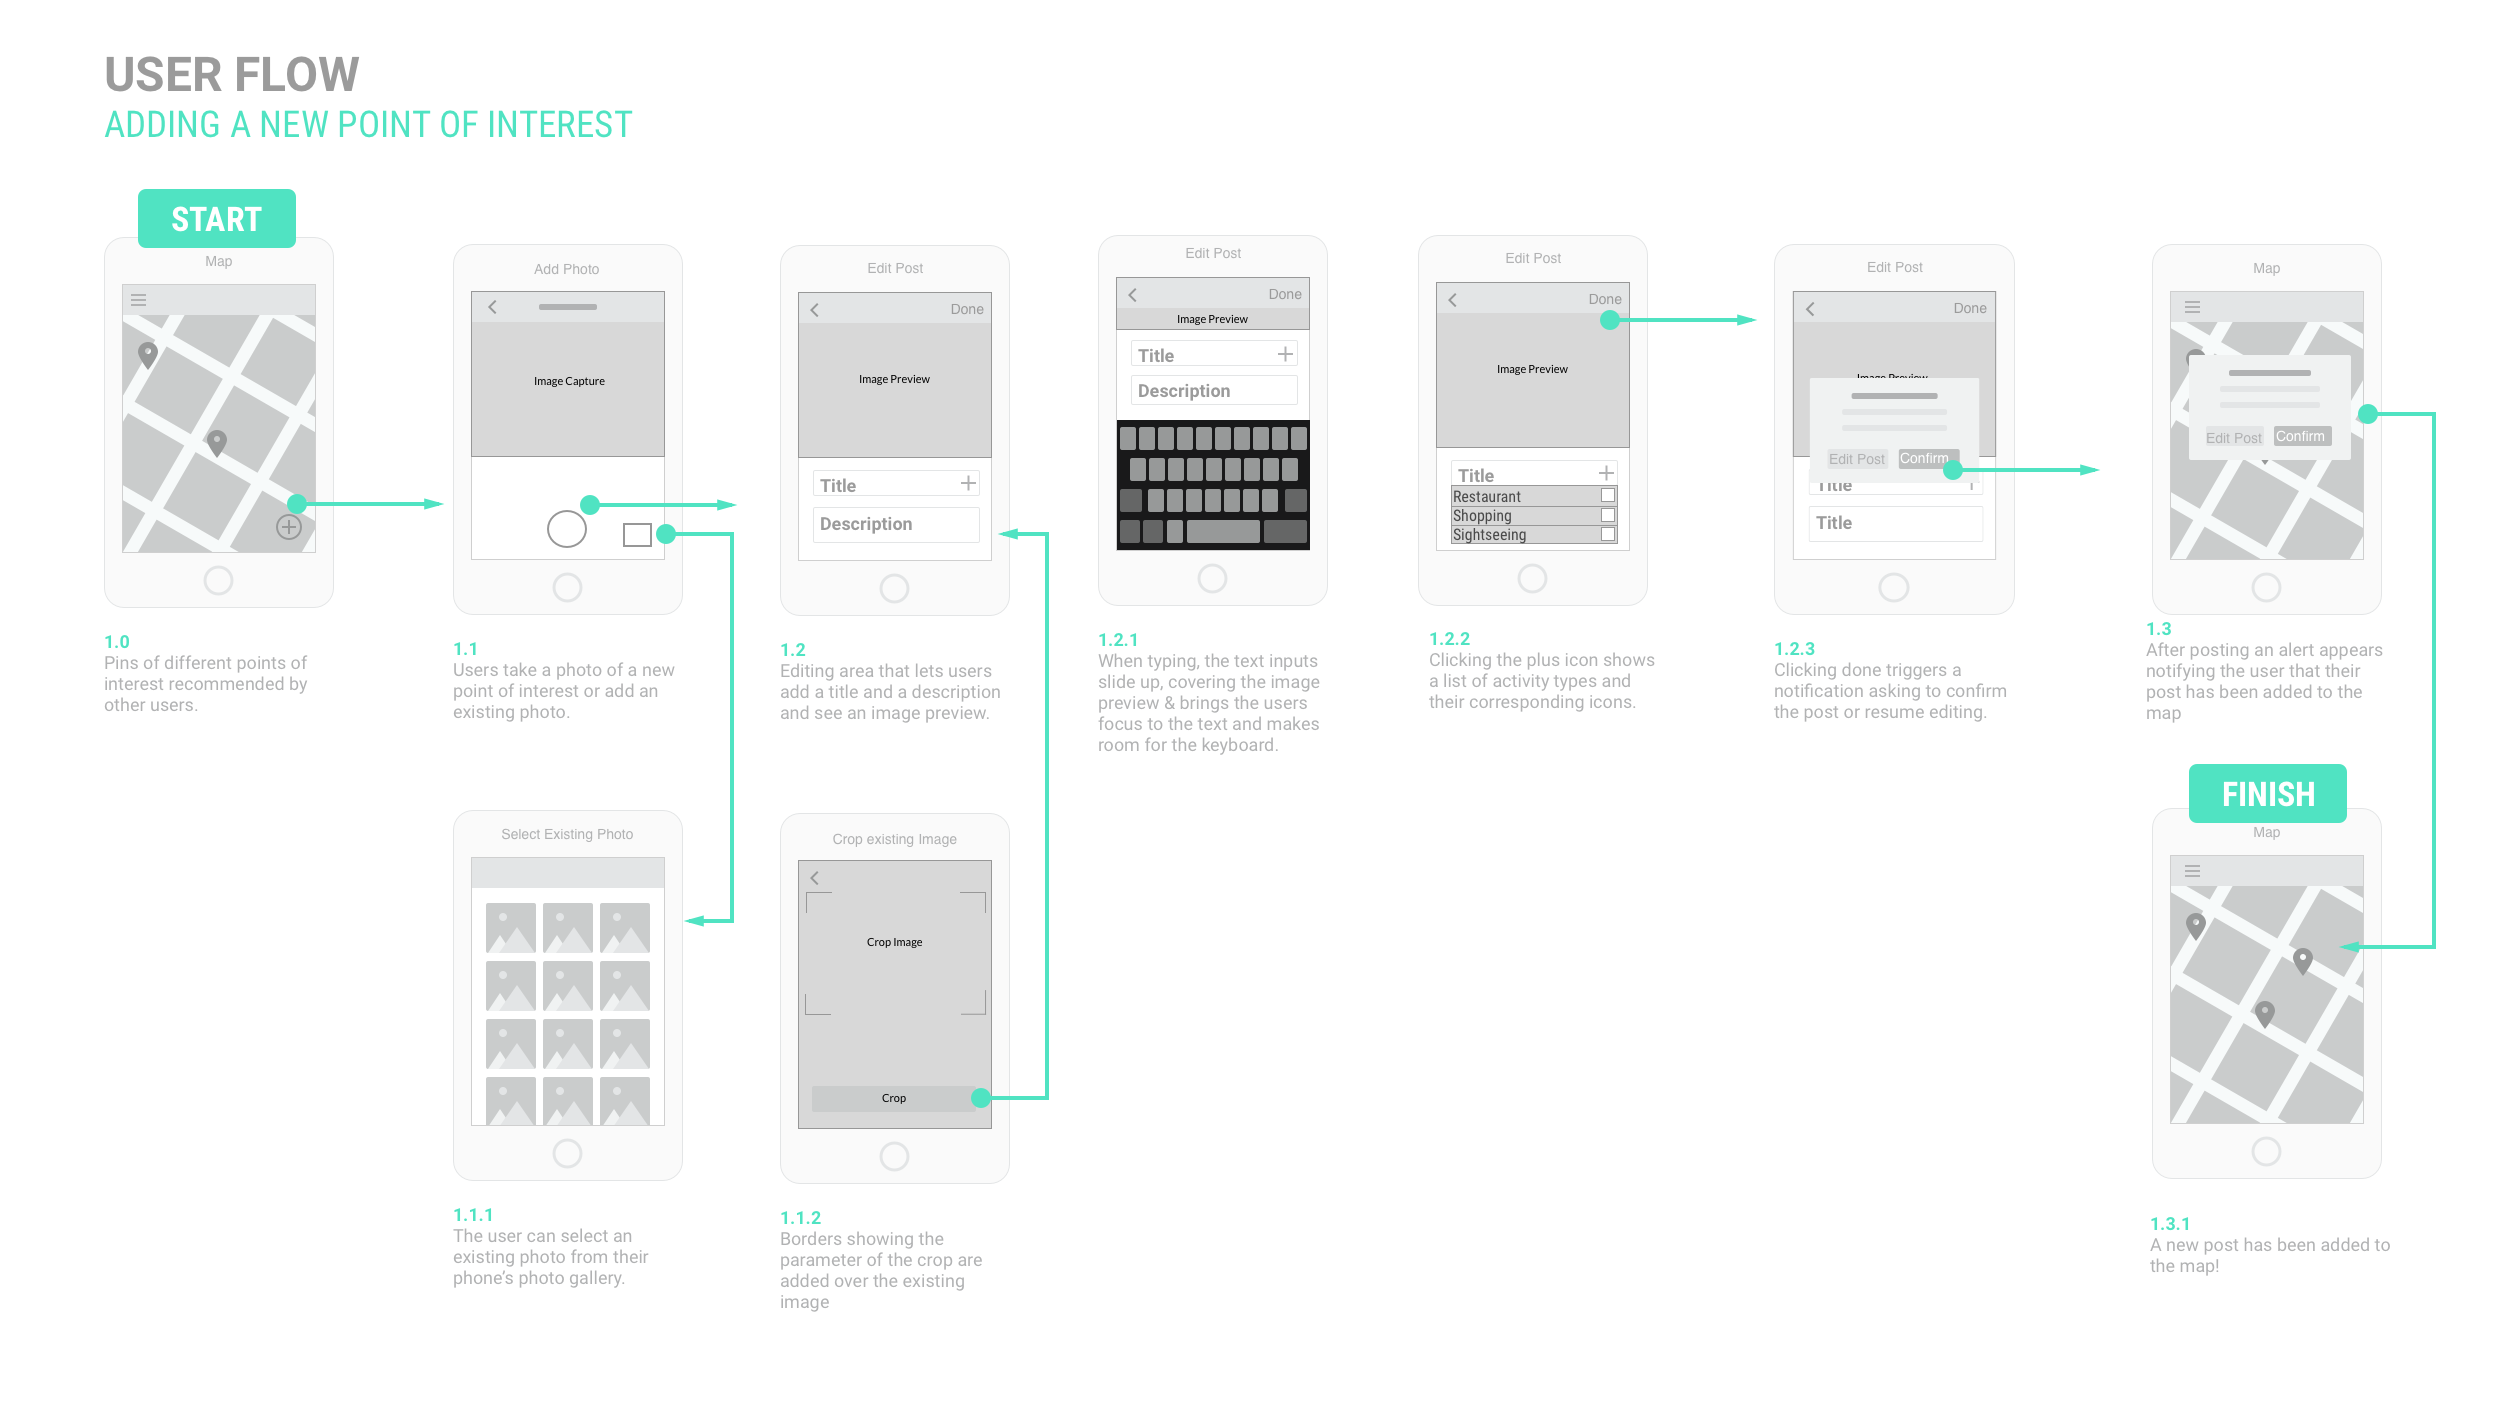 USER FLOW
ADDING A NEW POINT OF INTEREST
START
Map
1.0
Pins of different points of
interest recommended by
other users.
Add Photo
Image Capture
1.1
Users take a photo of a new
point of interest or add an
existing photo.
Edit Post
Done
Image Preview
Title
Description
1.2
Editing area that lets users
add a title and a description
and see an image preview.
Edit Post
Done
Image Preview
Title
Description
1.2.1
When typing, the text inputs
slide up, covering the image
preview & brings the users
focus to the text and makes
room for the keyboard.
Edit Post
Done
Image Preview
Title
Restaurant
Shopping
Sightseeing
1.2.2
Clicking the plus icon shows
a list of activity types and
their corresponding icons.
Edit Post
Done
Image Preview
Edit Post Confirm
Title
Title
1.2.3
Clicking done triggers a
notification asking to confirm
the post or resume editing.
Map
Edit Post Confirm
1.3
After posting an alert appears
notifying the user that their
post has been added to the
map
Select Existing Photo
1.1.1
The user can select an
existing photo from their
phone's photo gallery.
Crop existing Image
Crop Image
Crop
1.1.2
Borders showing the
parameter of the crop are
added over the existing
image
FINISH
Map
1.3.1
A new post has been added to
the map!